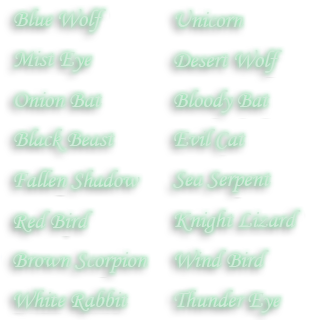 Blue Wolf
Mist Eye
Onion Bat
Black Beast
Fallen Shadow
Red Bird
Brown Scorpion
White Rabbit
Unicorn
Desert Wolf
Bloody Bat
Evil Cat
Sea Serpent
Knight Lizard
Wind Bird
Thunder Eye